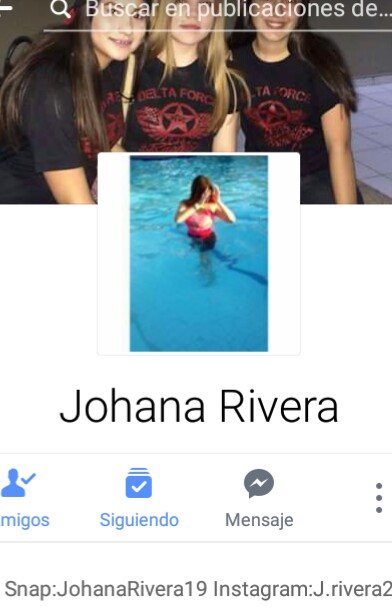 Buscar en publicaciones de...
DELTA FORCE
DELTA FORCE
Johana Rivera
migos
Siguiendo
Mensaje
Snap:JohanaRivera19 Instagram:J.rivera2